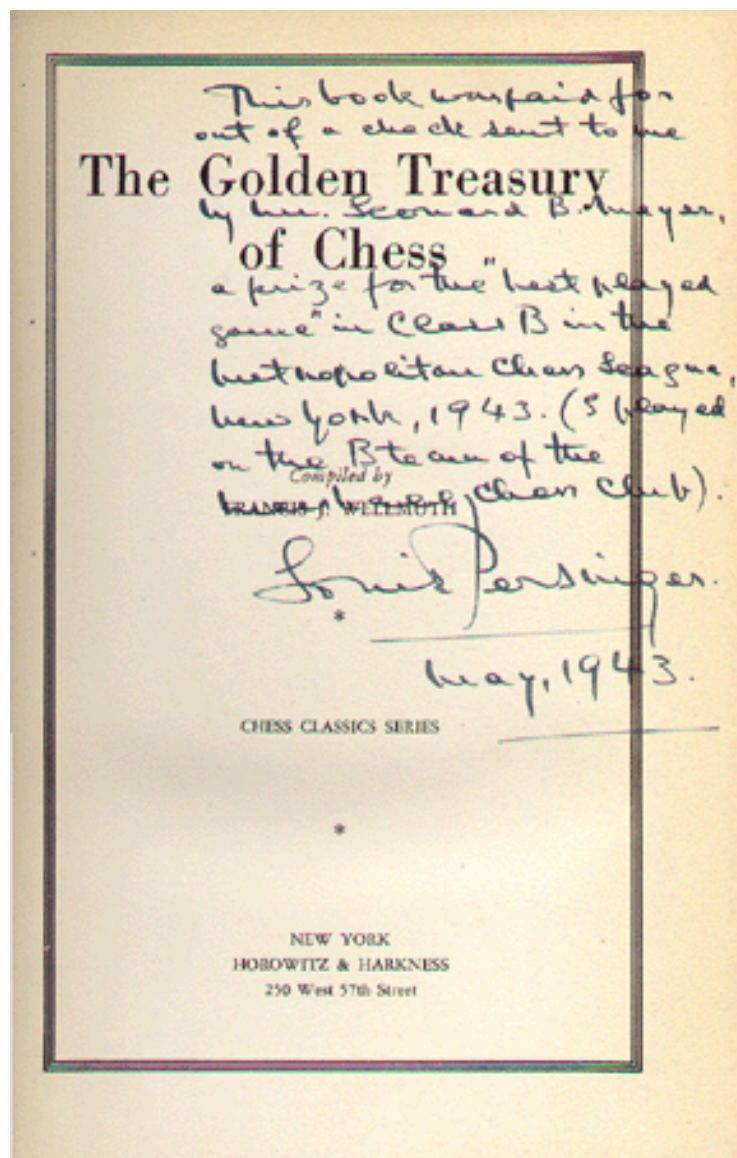 This book was paid for
out of a check sent to me
The Golden Treasury
by Mr. Leonard B. Meyer,
of Chess
a prize for the "best played
game" in Class B in the
Metropolitan Chess League,
New York, 1943. (I played
on the B team of the
Compiled by
FRANCIS J. WELLMUTH
Chess Club).
Louis Persinger.
*
May, 1943.
CHESS CLASSICS SERIES
*
NEW YORK
HOROWITZ & HARKNESS
250 West 57th Street